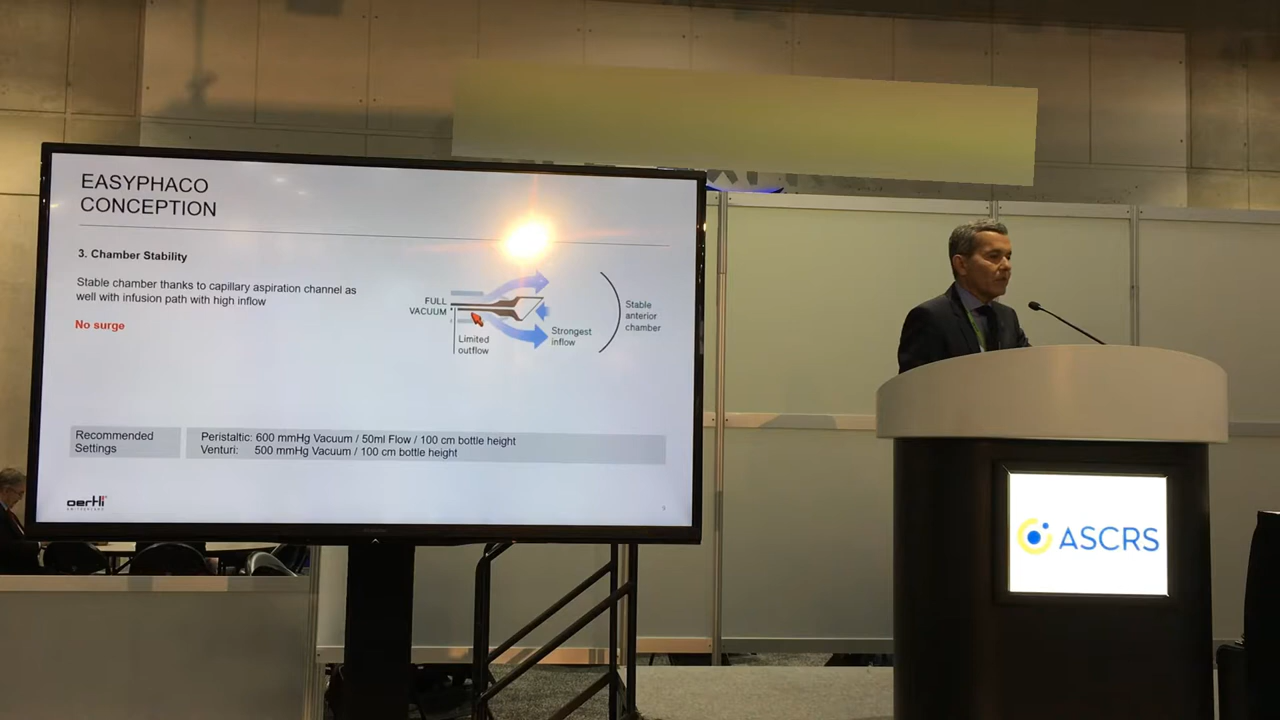 EASYPHACO
CONCEPTION
3. Chamber Stability
Stable chamber thanks to capillary aspiration channel as
well with infusion path with high inflow
No surge
FULL
VACUUM
Limited
outflow
Strongest
inflow
Stable
anterior
chamber
Recommended
Settings
Peristaltic: 600 mmHg Vacuum / 50ml Flow / 100 cm bottle height
Venturi: 500 mmHg Vacuum / 100 cm bottle height
oertli
SWITZERLAND
ASCRS